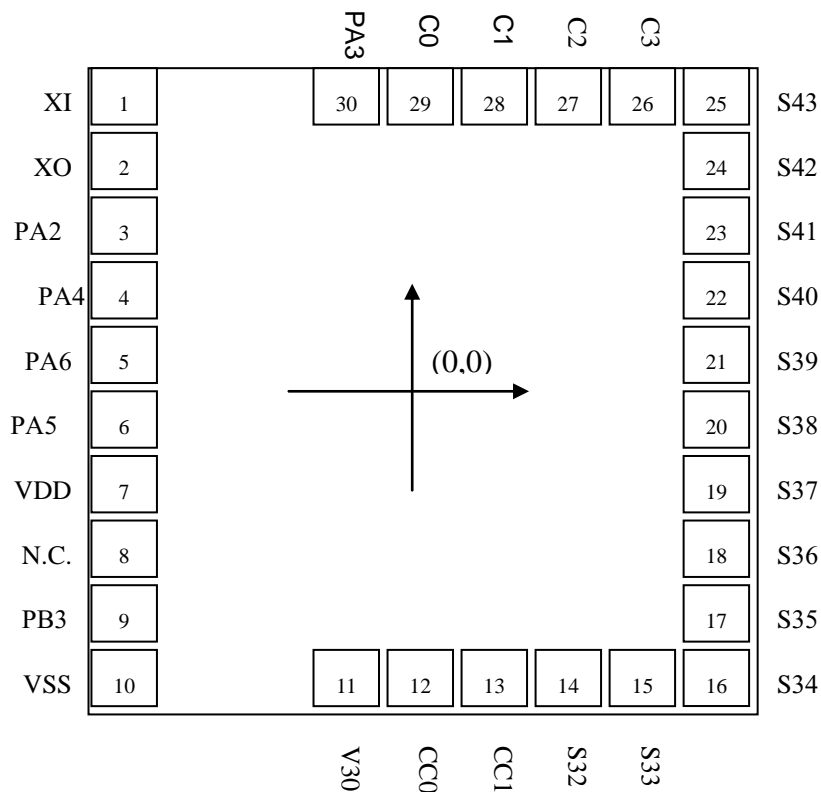 PA3 C0 C1 C2 C3
XI 1 30 29 28 27 26 25 S43
XO 2 24 S42
PA2 3 23 S41
PA4 4 22 S40
PA6 5 (0,0) 21 S39
PA5 6 20 S38
VDD 7 19 S37
N.C. 8 18 S36
PB3 9 17 S35
VSS 10 11 12 13 14 15 16 S34
V30 CC0 CC1 S32 S33